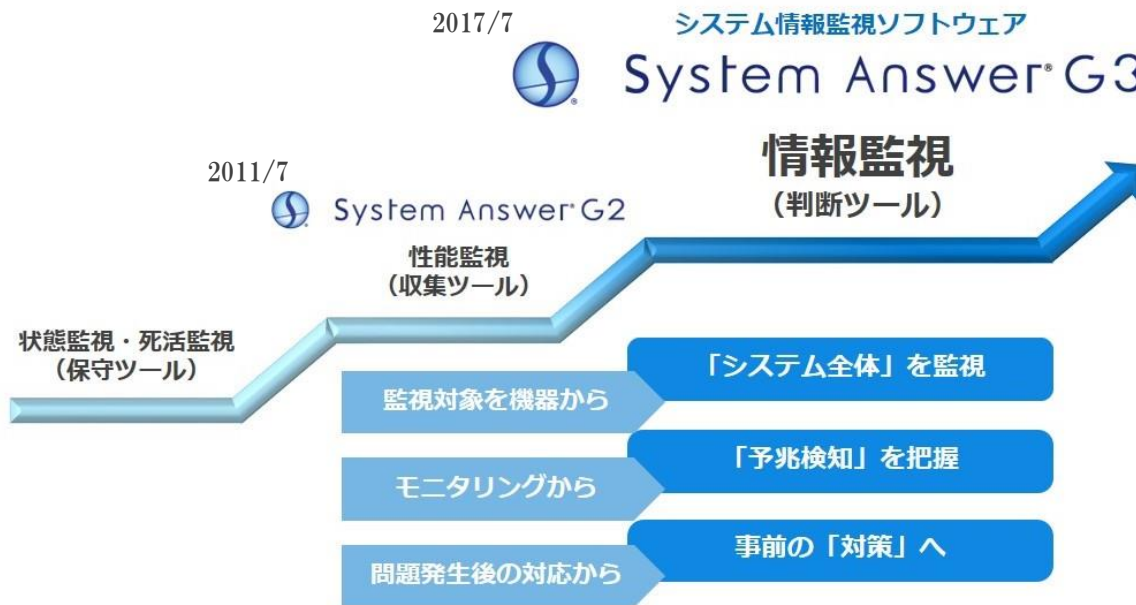 2017/7
システム情報監視ソフトウェア
System Answer® G3
情報監視
（判断ツール）
2011/7
System Answer® G2
性能監視
（収集ツール）
状態監視・死活監視
（保守ツール）
監視対象を機器から
「システム全体」を監視
モニタリングから
「予兆検知」を把握
問題発生後の対応から
事前の「対策」へ